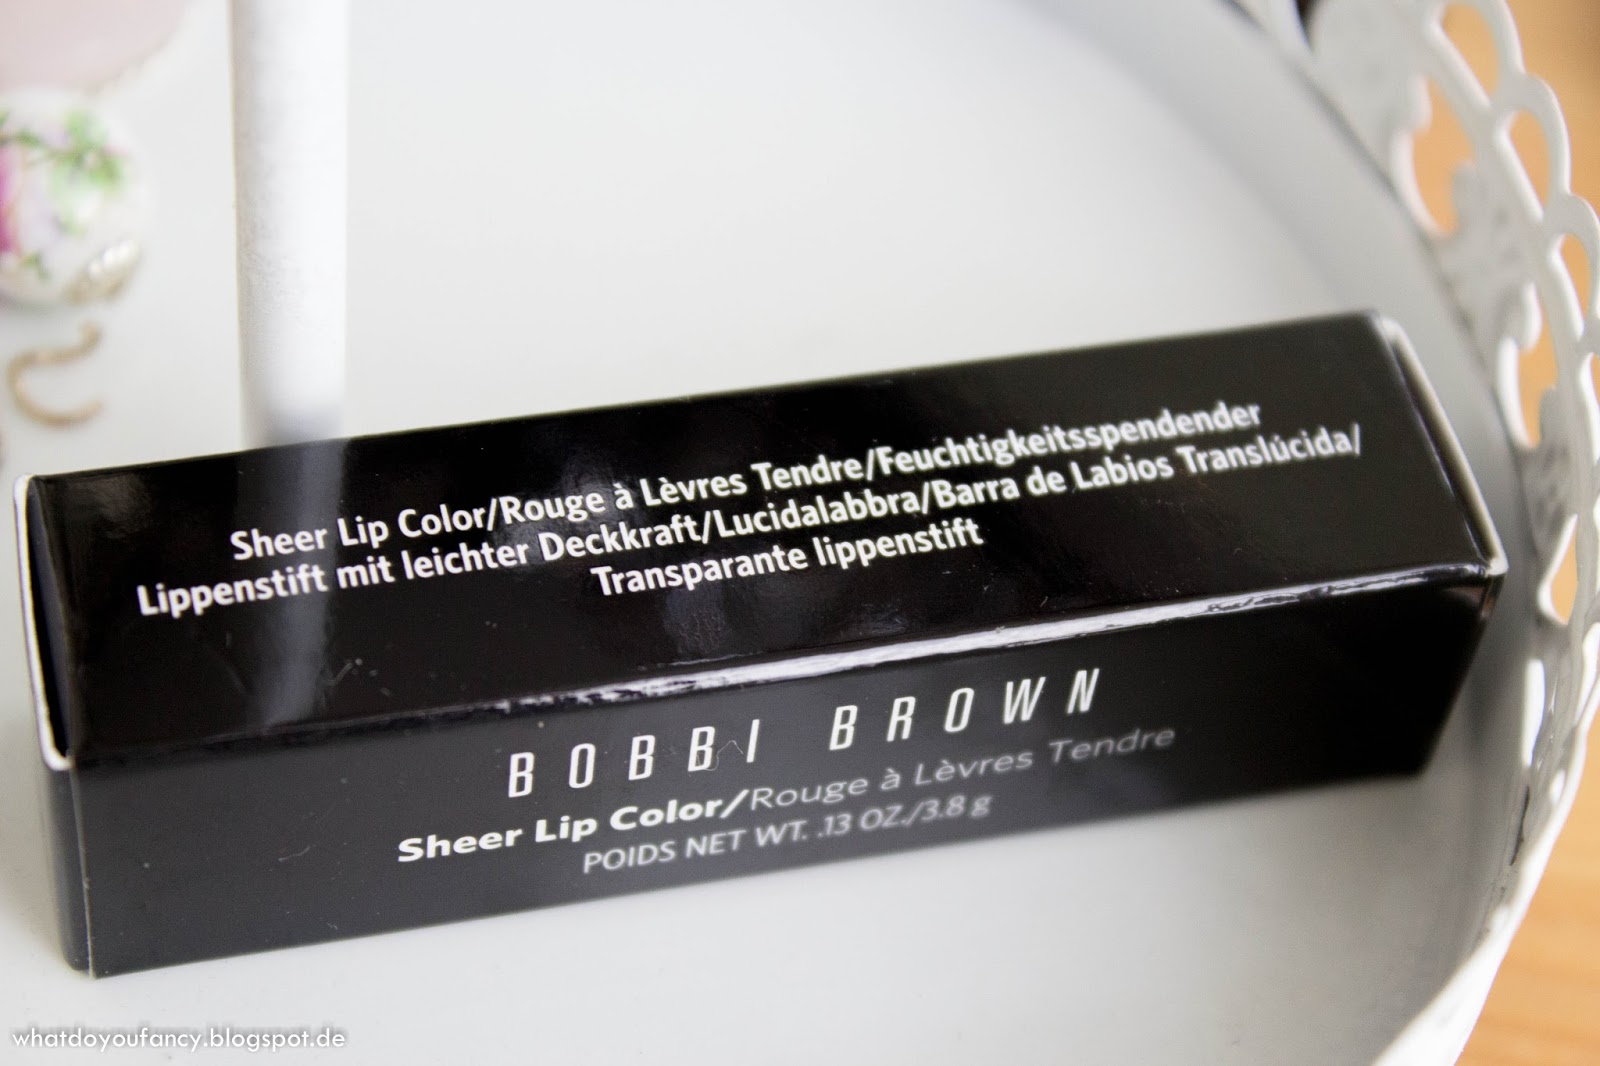 Sheer Lip Color/Rouge à Lèvres Tendre/Feuchtigkeitsspendender
Lippenstift mit leichter Deckkraft/Lucidalabbra/Barra de Labios Translúcida/
Transparante lippenstift
BOBBI BROWN
Sheer Lip Color/Rouge à Lèvres Tendre
POIDS NET WT. .13 OZ./3.8 g
whatdoyoufancy.blogspot.de